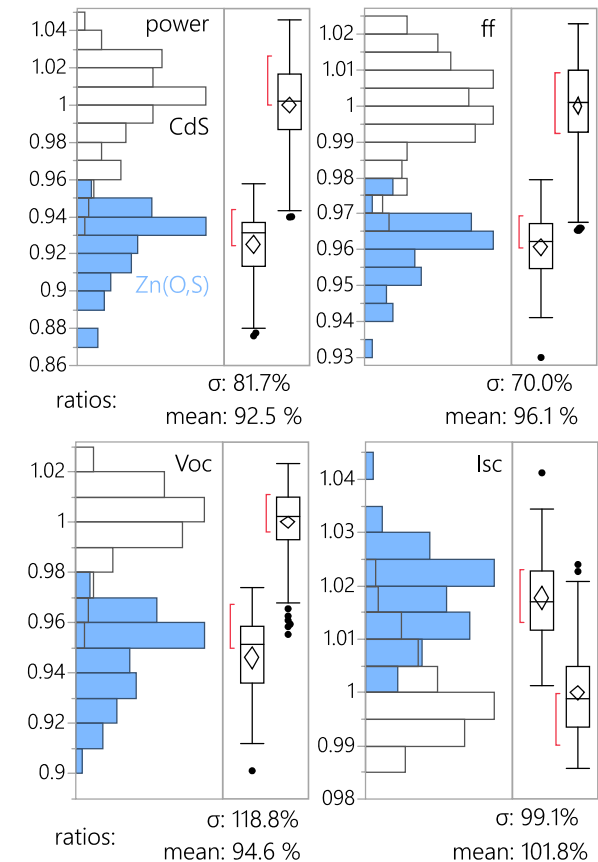 power
1.04
1.02
1
0.98
0.96
0.94
0.92
0.9
0.88
0.86
CdS
Zn(O,S)
ff
1.02
1.01
1.00
0.99
0.98
0.97
0.96
0.95
0.94
0.93
ratios:
σ: 81.7%
mean: 92.5 %
σ: 70.0%
mean: 96.1 %
Voc
1.02
1
0.98
0.96
0.94
0.92
0.9
Isc
1.04
1.03
1.02
1.01
1
0.99
098
ratios:
σ: 118.8%
mean: 94.6 %
σ: 99.1%
mean: 101.8%